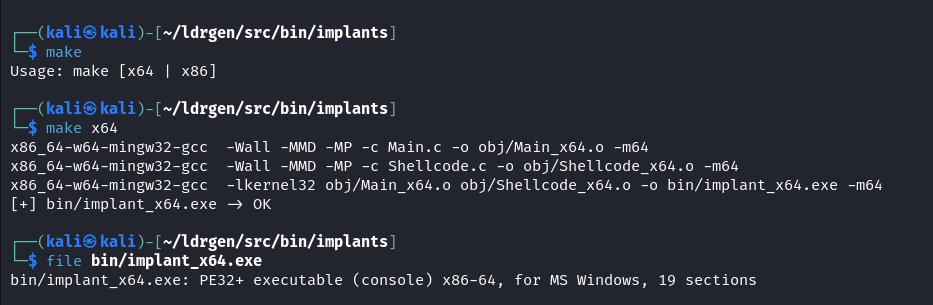 ┌──(kali㉿kali)-[~/ldrgen/src/bin/implants]
└─$ make
Usage: make [x64 | x86]
┌──(kali㉿kali)-[~/ldrgen/src/bin/implants]
└─$ make x64
x86_64-w64-mingw32-gcc  -Wall -MMD -MP -c Main.c -o obj/Main_x64.o -m64
x86_64-w64-mingw32-gcc  -Wall -MMD -MP -c Shellcode.c -o obj/Shellcode_x64.o -m64
x86_64-w64-mingw32-gcc  -lkernel32 obj/Main_x64.o obj/Shellcode_x64.o -o bin/implant_x64.exe -m64
[+] bin/implant_x64.exe -> OK
┌──(kali㉿kali)-[~/ldrgen/src/bin/implants]
└─$ file bin/implant_x64.exe
bin/implant_x64.exe: PE32+ executable (console) x86-64, for MS Windows, 19 sections